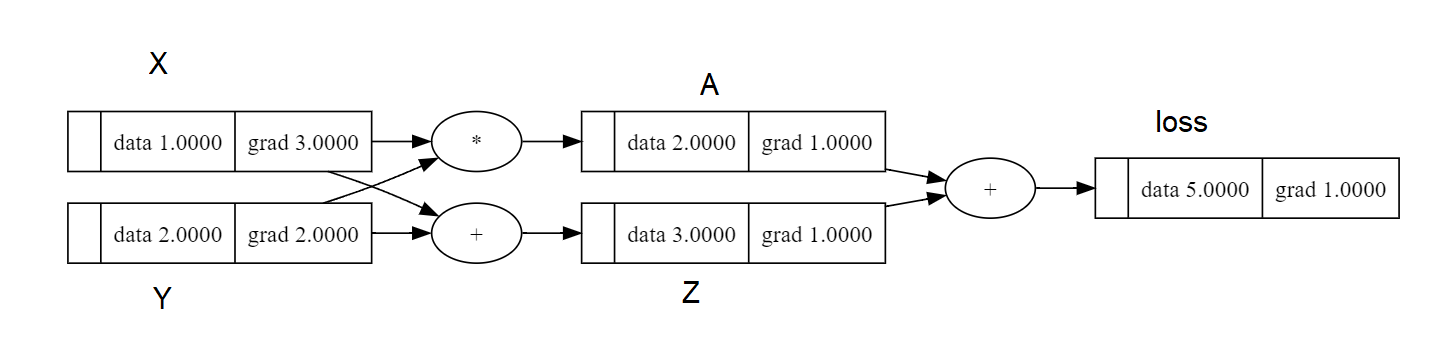 X
A
loss
data 1.0000 grad 3.0000 * data 2.0000 grad 1.0000
+ data 5.0000 grad 1.0000
data 2.0000 grad 2.0000 + data 3.0000 grad 1.0000
Y
Z